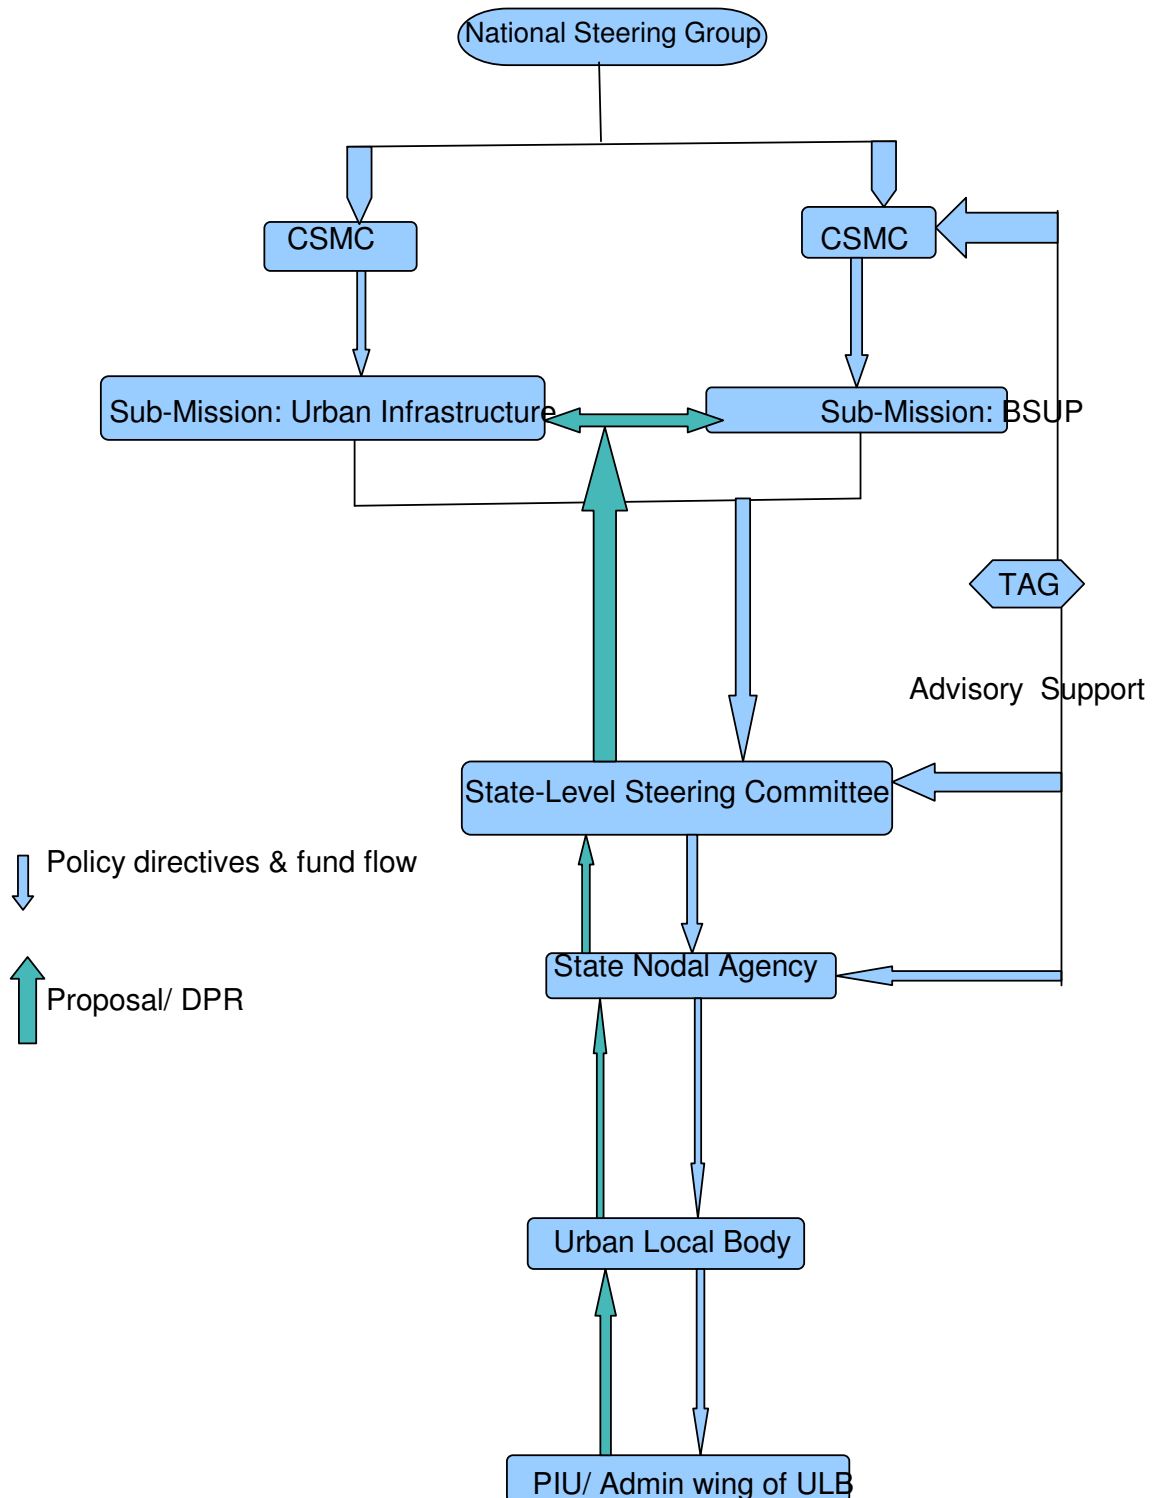 National Steering Group
CSMC
CSMC
Sub-Mission: Urban Infrastructure
Sub-Mission: BSUP
TAG
Advisory Support
State-Level Steering Committee
Policy directives & fund flow
State Nodal Agency
Proposal/ DPR
Urban Local Body
PIU/ Admin wing of ULB